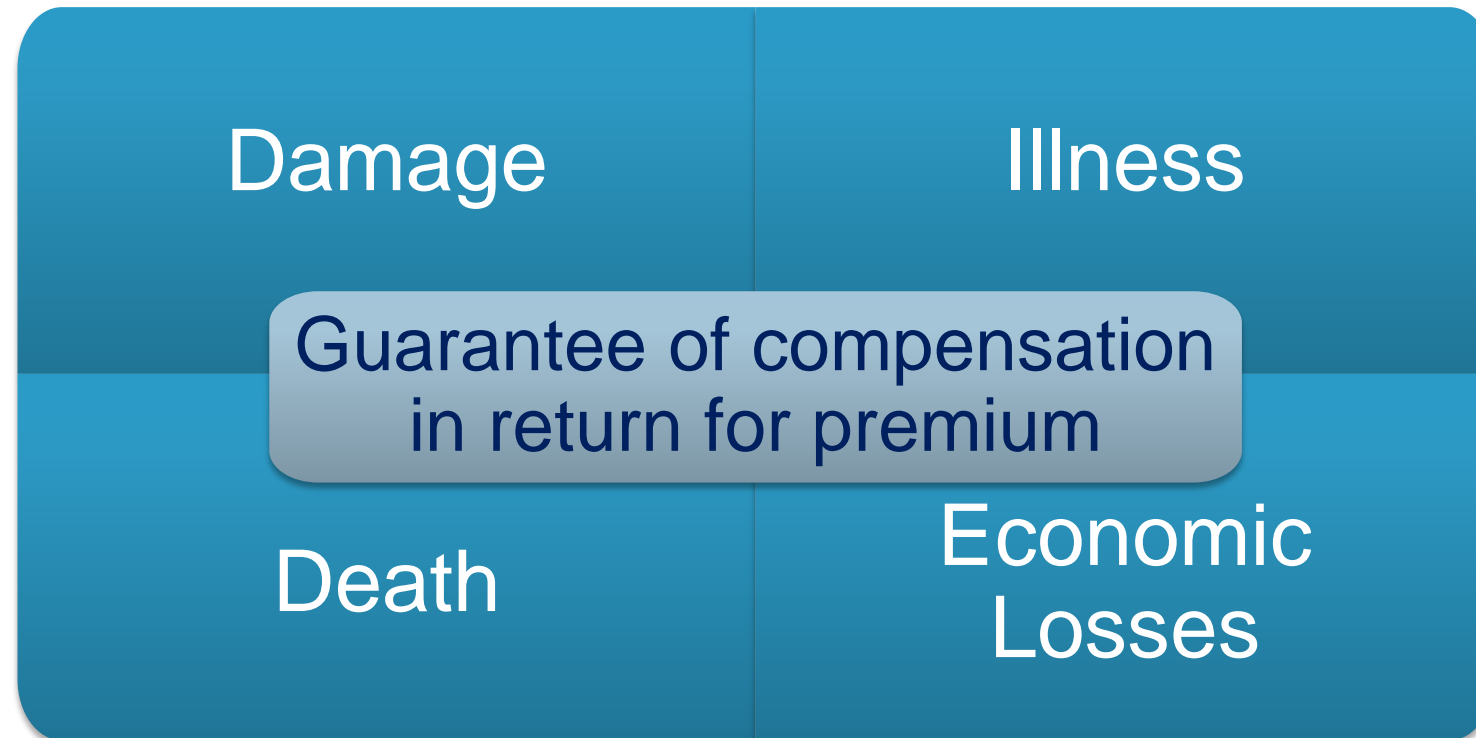 Damage
Illness
Guarantee of compensation
in return for premium
Death
Economic
Losses